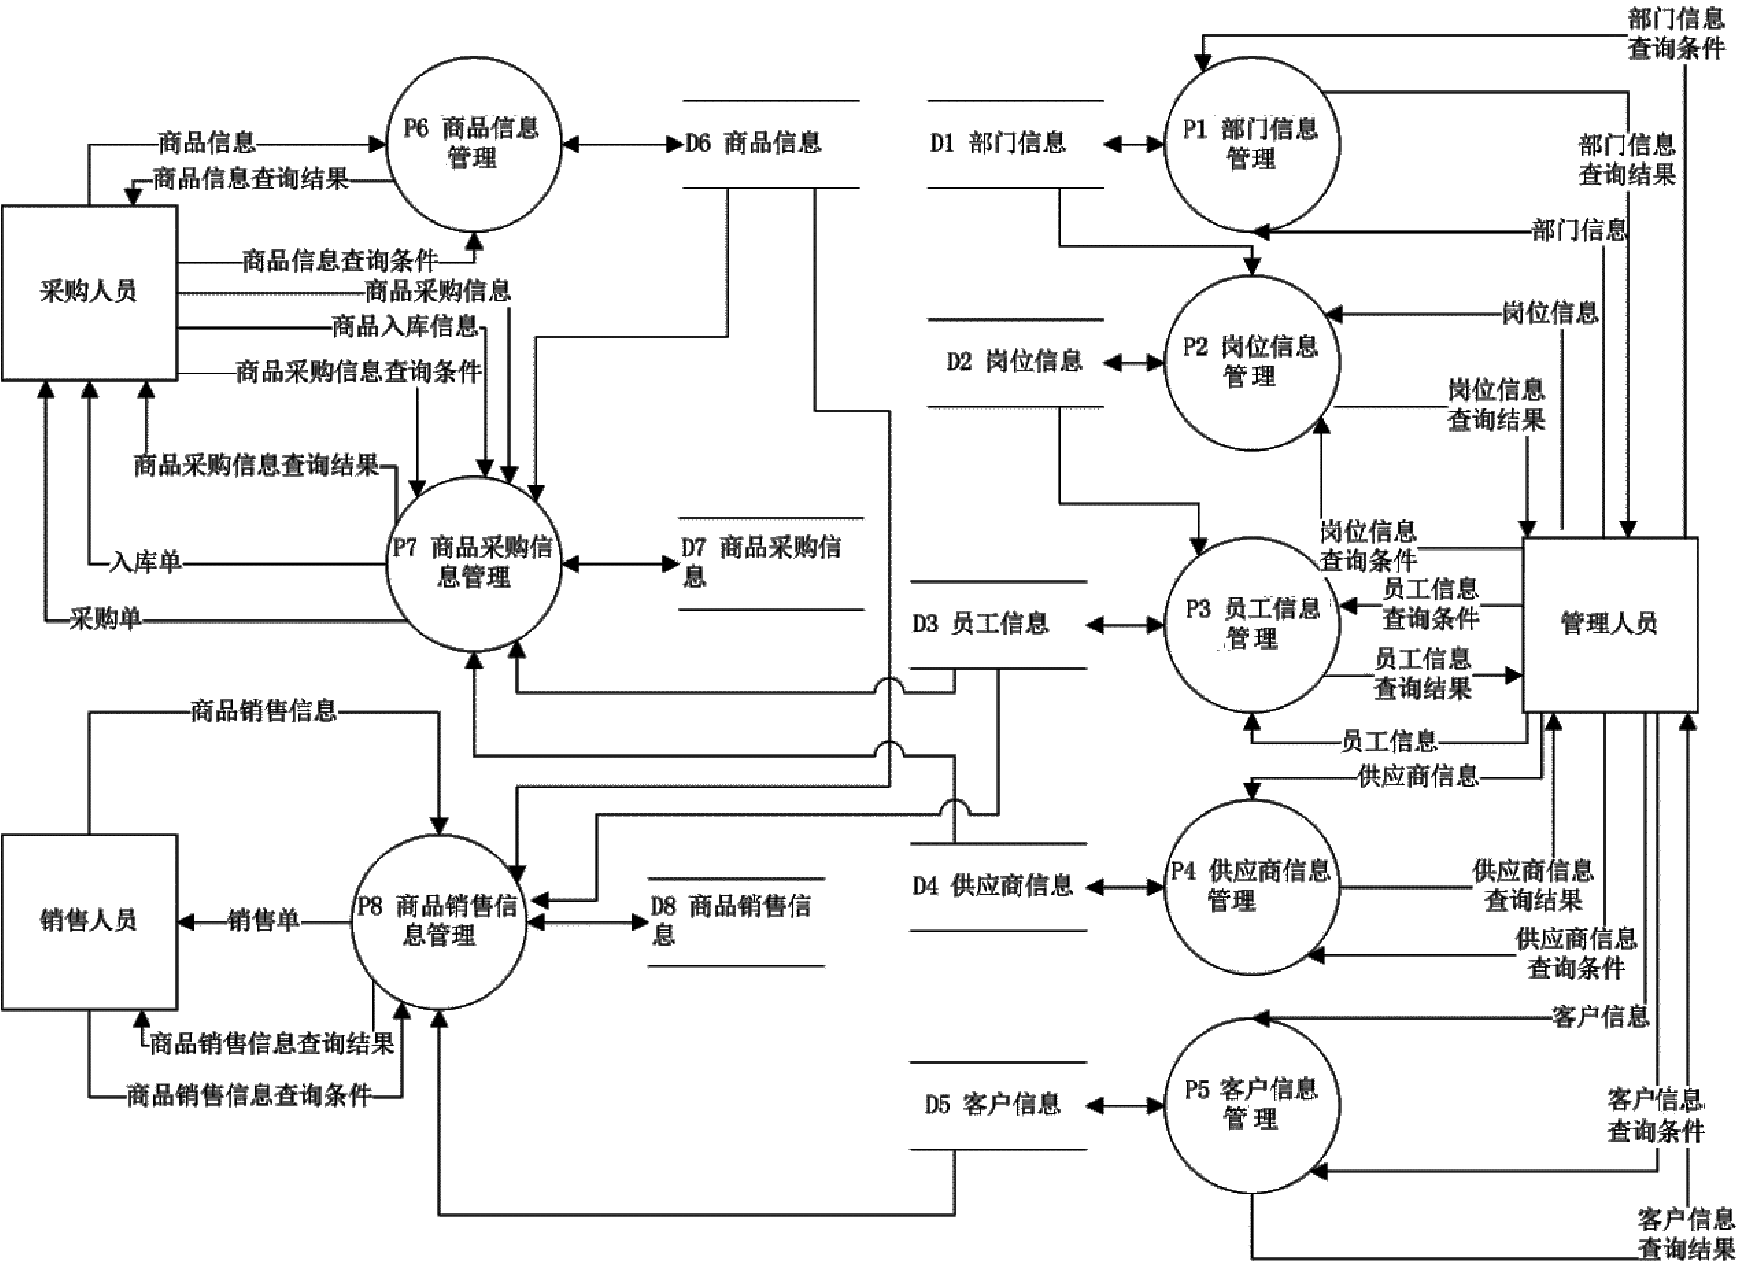 部门信息
查询条件
P6 商品信息
管理
商品信息
D6 商品信息
D1 部门信息
P1 部门信息
管理
部门信息
查询结果
商品信息查询结果
部门信息
商品信息查询条件
采购人员
商品采购信息
岗位信息
商品入库信息
D2 岗位信息
P2 岗位信息
管理
商品采购信息查询条件
岗位信息
查询结果
商品采购信息查询结果
岗位信息
查询条件
入库单
P7 商品采购信
息管理
D7 商品采购信
息
员工信息
查询条件
采购单
D3 员工信息
P3 员工信息
管理
管理人员
员工信息
查询结果
商品销售信息
员工信息
供应商信息
D4 供应商信息
P4 供应商信息
管理
供应商信息
查询结果
销售人员
销售单
P8 商品销售信
息管理
D8 商品销售信
息
供应商信息
查询条件
客户信息
商品销售信息查询结果
商品销售信息查询条件
D5 客户信息
P5 客户信息
管理
客户信息
查询条件
客户信息
查询结果